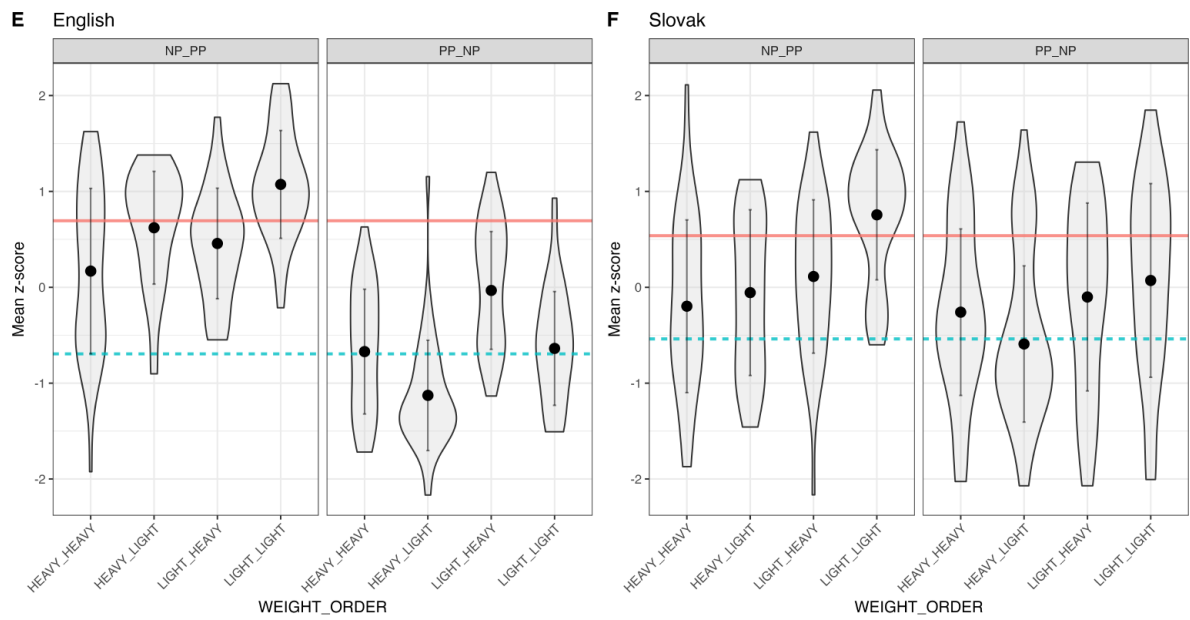 E English
NP_PP
PP_NP
Mean z-score
2
1
0
-1
-2
HEAVY_HEAVY
HEAVY_LIGHT
LIGHT_HEAVY
LIGHT_LIGHT
HEAVY_HEAVY
HEAVY_LIGHT
LIGHT_HEAVY
LIGHT_LIGHT
WEIGHT_ORDER
F Slovak
NP_PP
PP_NP
Mean z-score
2
1
0
-1
-2
HEAVY_HEAVY
HEAVY_LIGHT
LIGHT_HEAVY
LIGHT_LIGHT
HEAVY_HEAVY
HEAVY_LIGHT
LIGHT_HEAVY
LIGHT_LIGHT
WEIGHT_ORDER